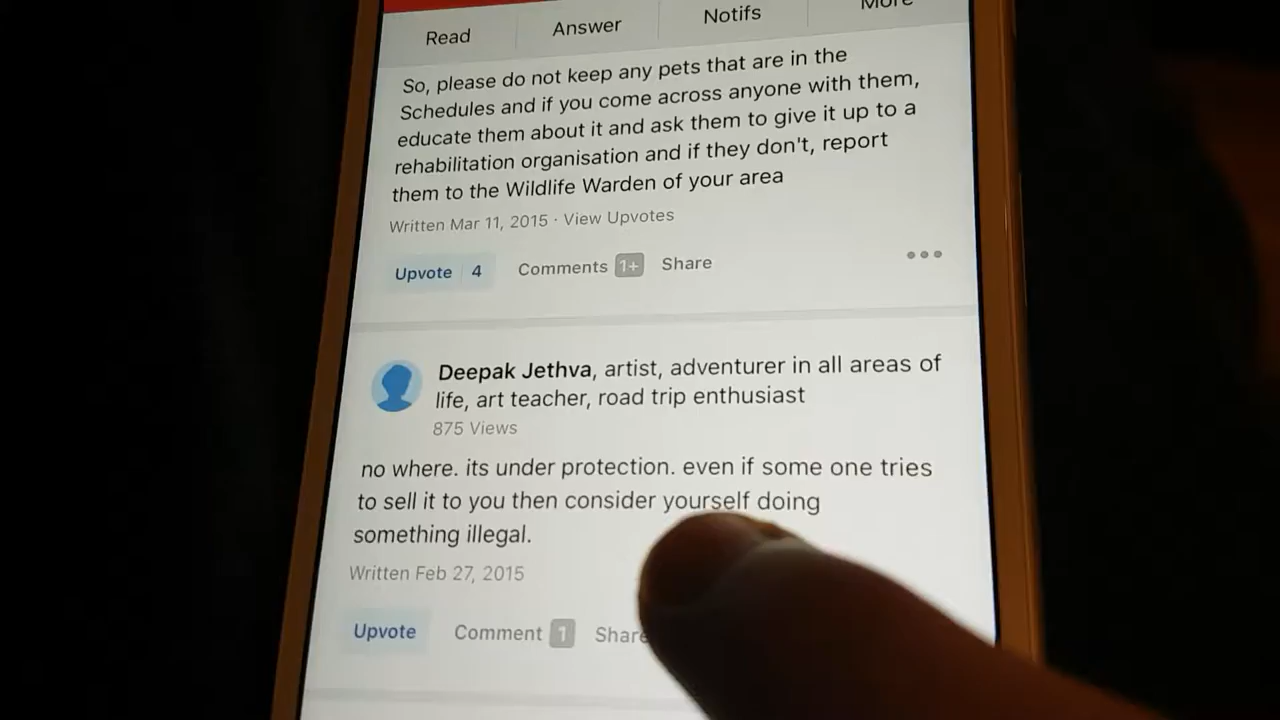 Read Answer Notifs More
So, please do not keep any pets that are in the
Schedules and if you come across anyone with them,
educate them about it and ask them to give it up to a
rehabilitation organisation and if they don't, report
them to the Wildlife Warden of your area
Written Mar 11, 2015 · View Upvotes
Upvote 4 Comments 1+ Share
Deepak Jethva, artist, adventurer in all areas of
life, art teacher, road trip enthusiast
875 Views
no where. its under protection. even if some one tries
to sell it to you then consider yourself doing
something illegal.
Written Feb 27, 2015
Upvote Comment 1 Share